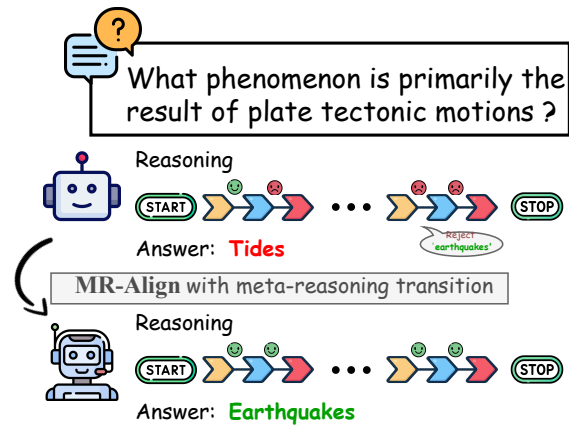 ?
What phenomenon is primarily the
result of plate tectonic motions ?
Reasoning
START
STOP
Reject
'earthquakes'
Answer: Tides
MR-Align with meta-reasoning transition
Reasoning
START
STOP
Answer: Earthquakes